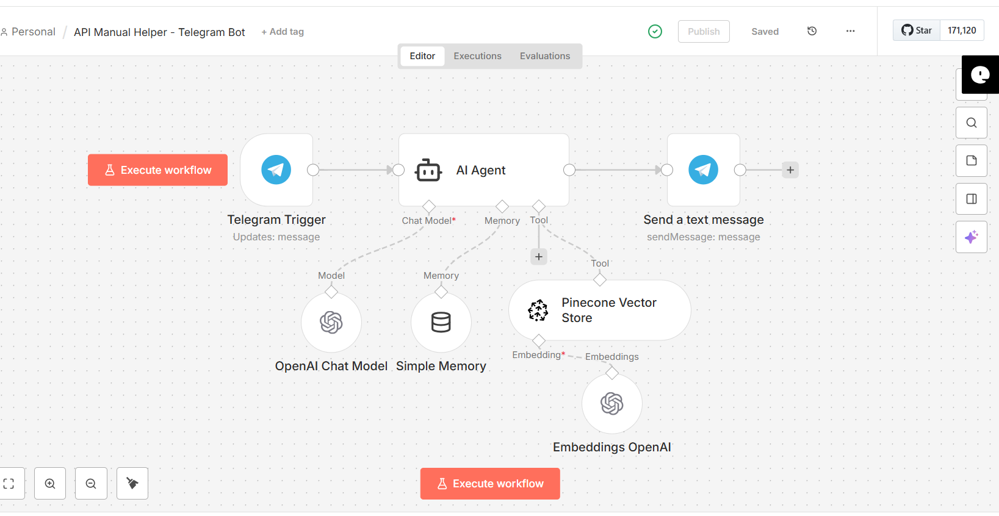 Personal / API Manual Helper - Telegram Bot + Add tag
Publish
Saved
Star
171,120
Editor
Executions
Evaluations
Execute workflow
AI Agent
Telegram Trigger
Updates: message
Chat Model*
Memory
Tool
Send a text message
sendMessage: message
Model
Memory
Tool
Pinecone Vector
Store
Embedding*
Embeddings
OpenAI Chat Model
Simple Memory
Embeddings OpenAI
Execute workflow